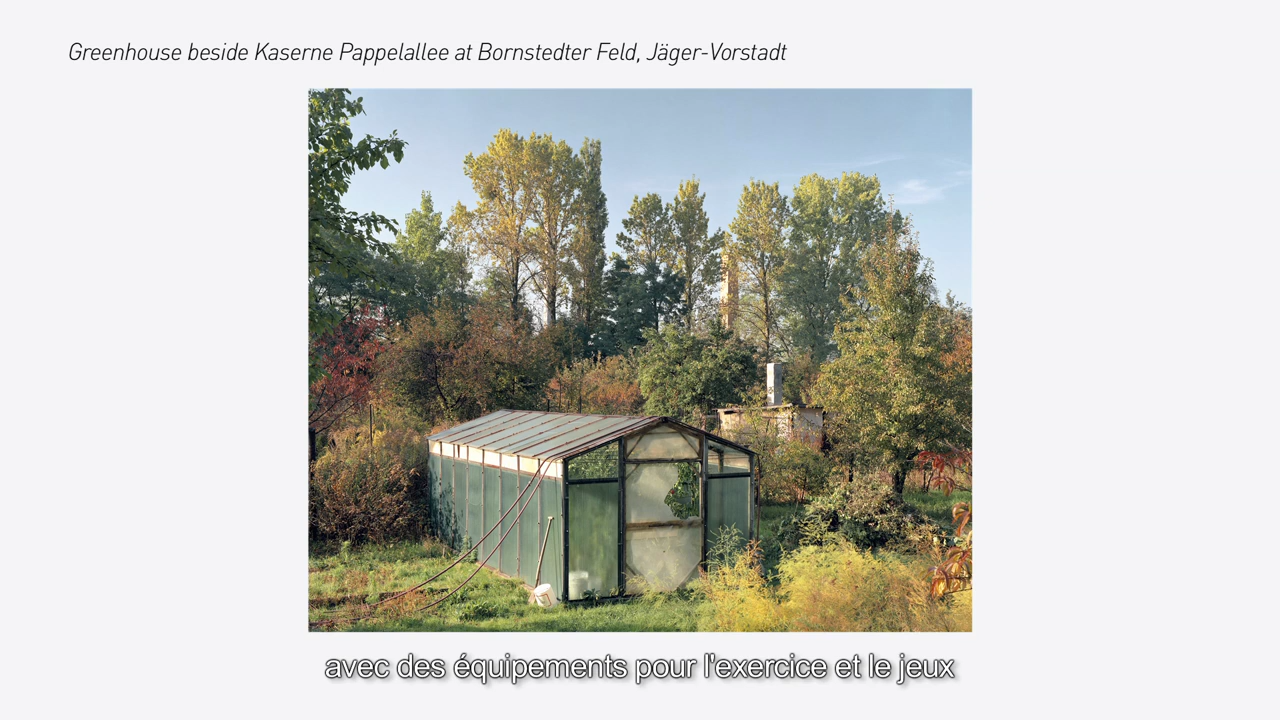 Greenhouse beside Kaserne Pappelallee at Bornstedter Feld, Jäger-Vorstadt
avec des équipements pour l'exercice et le jeux